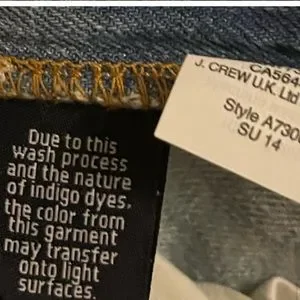 CA564
J. CREW U.K. Ltd
Style A730
SU 14
Due to this
wash process
and the nature
of indigo dyes,
the color from
this garment
may transfer
onto light
surfaces.